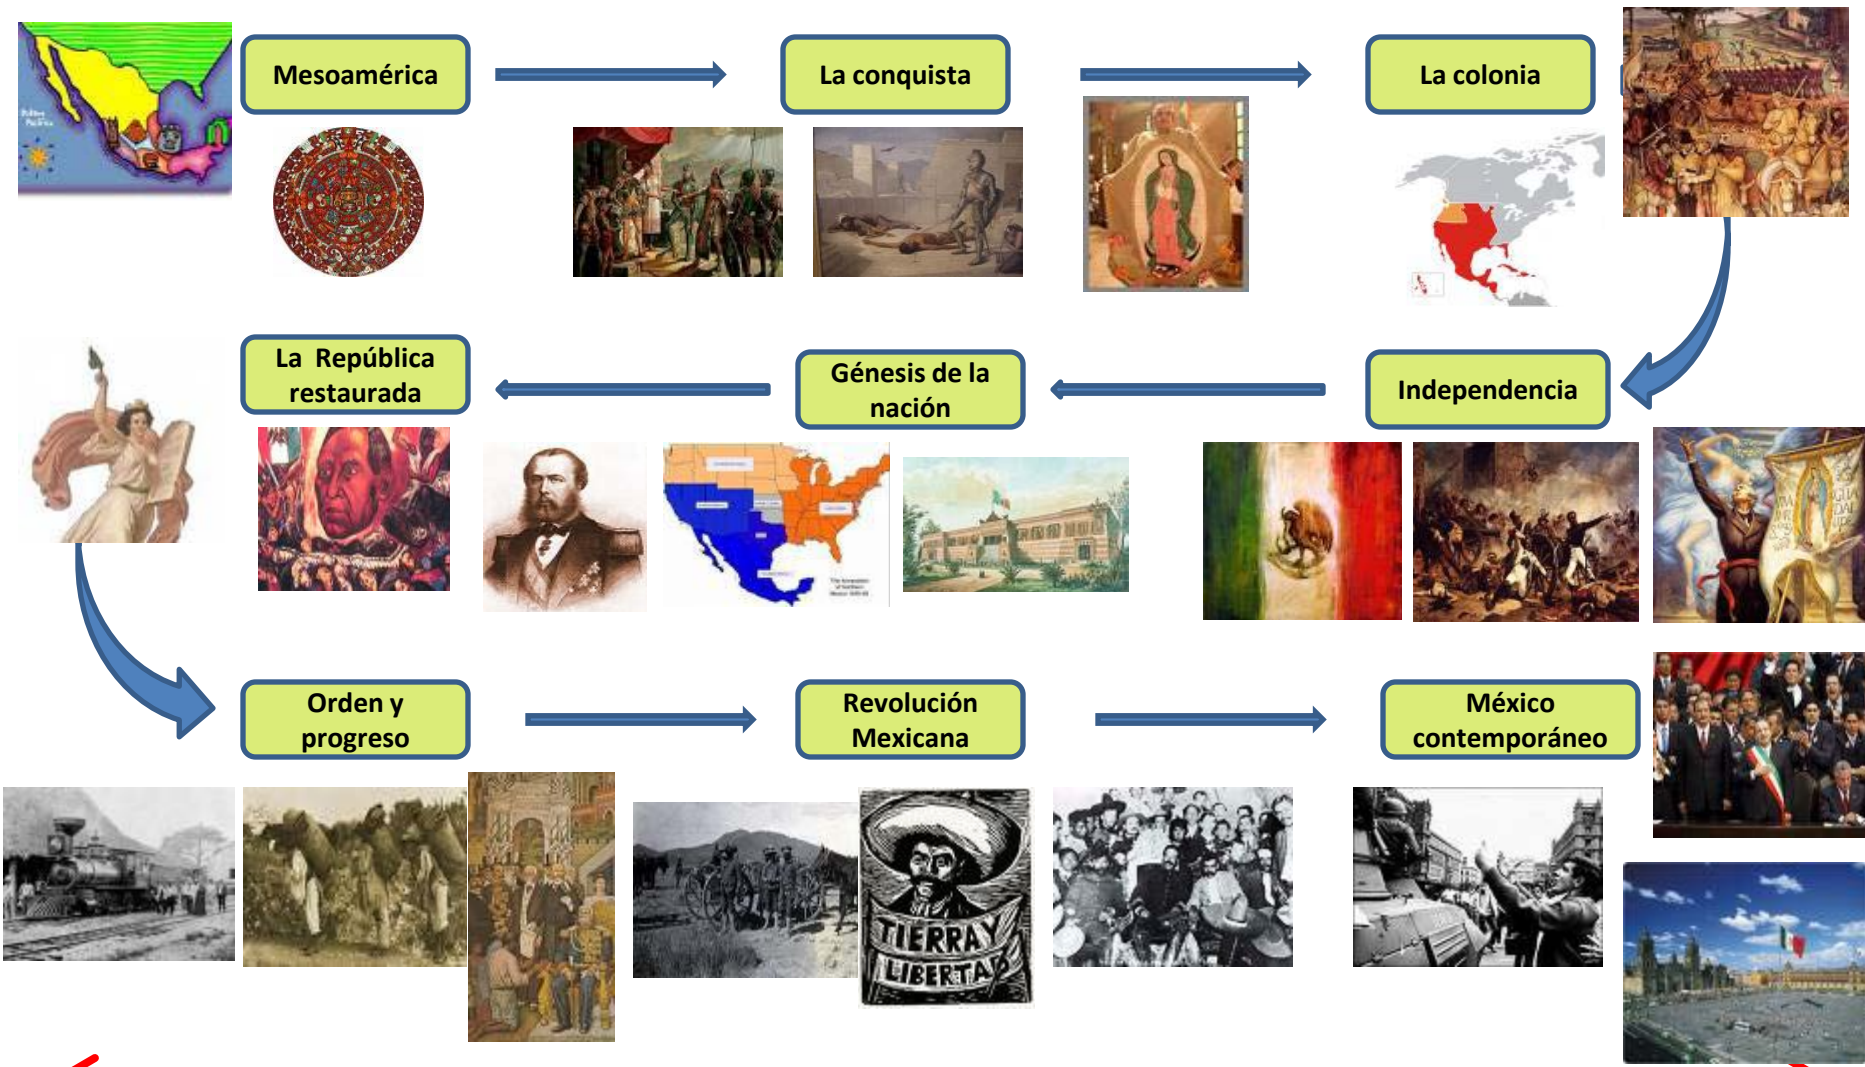 Mesoamérica
La conquista
La colonia
La República
restaurada
Génesis de la
nación
Independencia
Orden y
progreso
Revolución
Mexicana
México
contemporáneo
TIERRA Y
LIBERTAD